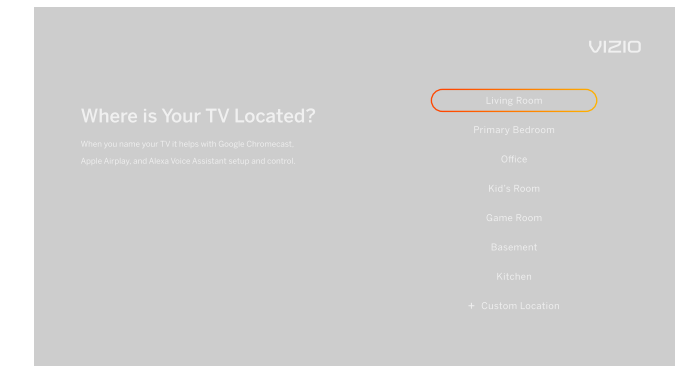 VIZIO
Where is Your TV Located?
When you name your TV it helps with Google Chromecast,
Apple Airplay, and Alexa Voice Assistant setup and control.
Living Room
Primary Bedroom
Office
Kid's Room
Game Room
Basement
Kitchen
+ Custom Location